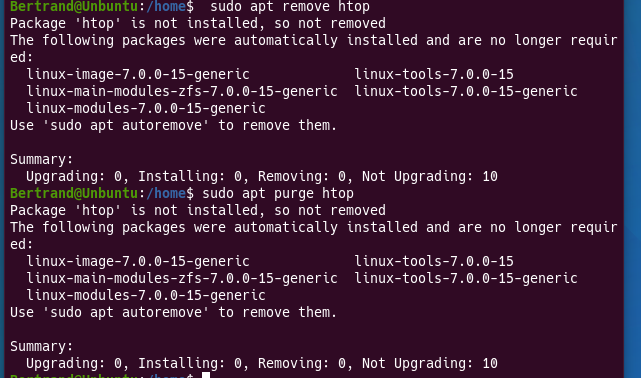 Bertrand@Unbuntu:/home$  sudo apt remove htop
Package 'htop' is not installed, so not removed
The following packages were automatically installed and are no longer requir
ed:
  linux-image-7.0.0-15-generic             linux-tools-7.0.0-15
  linux-main-modules-zfs-7.0.0-15-generic  linux-tools-7.0.0-15-generic
  linux-modules-7.0.0-15-generic
Use 'sudo apt autoremove' to remove them.

Summary:
  Upgrading: 0, Installing: 0, Removing: 0, Not Upgrading: 10
Bertrand@Unbuntu:/home$ sudo apt purge htop
Package 'htop' is not installed, so not removed
The following packages were automatically installed and are no longer requir
ed:
  linux-image-7.0.0-15-generic             linux-tools-7.0.0-15
  linux-main-modules-zfs-7.0.0-15-generic  linux-tools-7.0.0-15-generic
  linux-modules-7.0.0-15-generic
Use 'sudo apt autoremove' to remove them.

Summary:
  Upgrading: 0, Installing: 0, Removing: 0, Not Upgrading: 10
Bertrand@Unbuntu:/home$